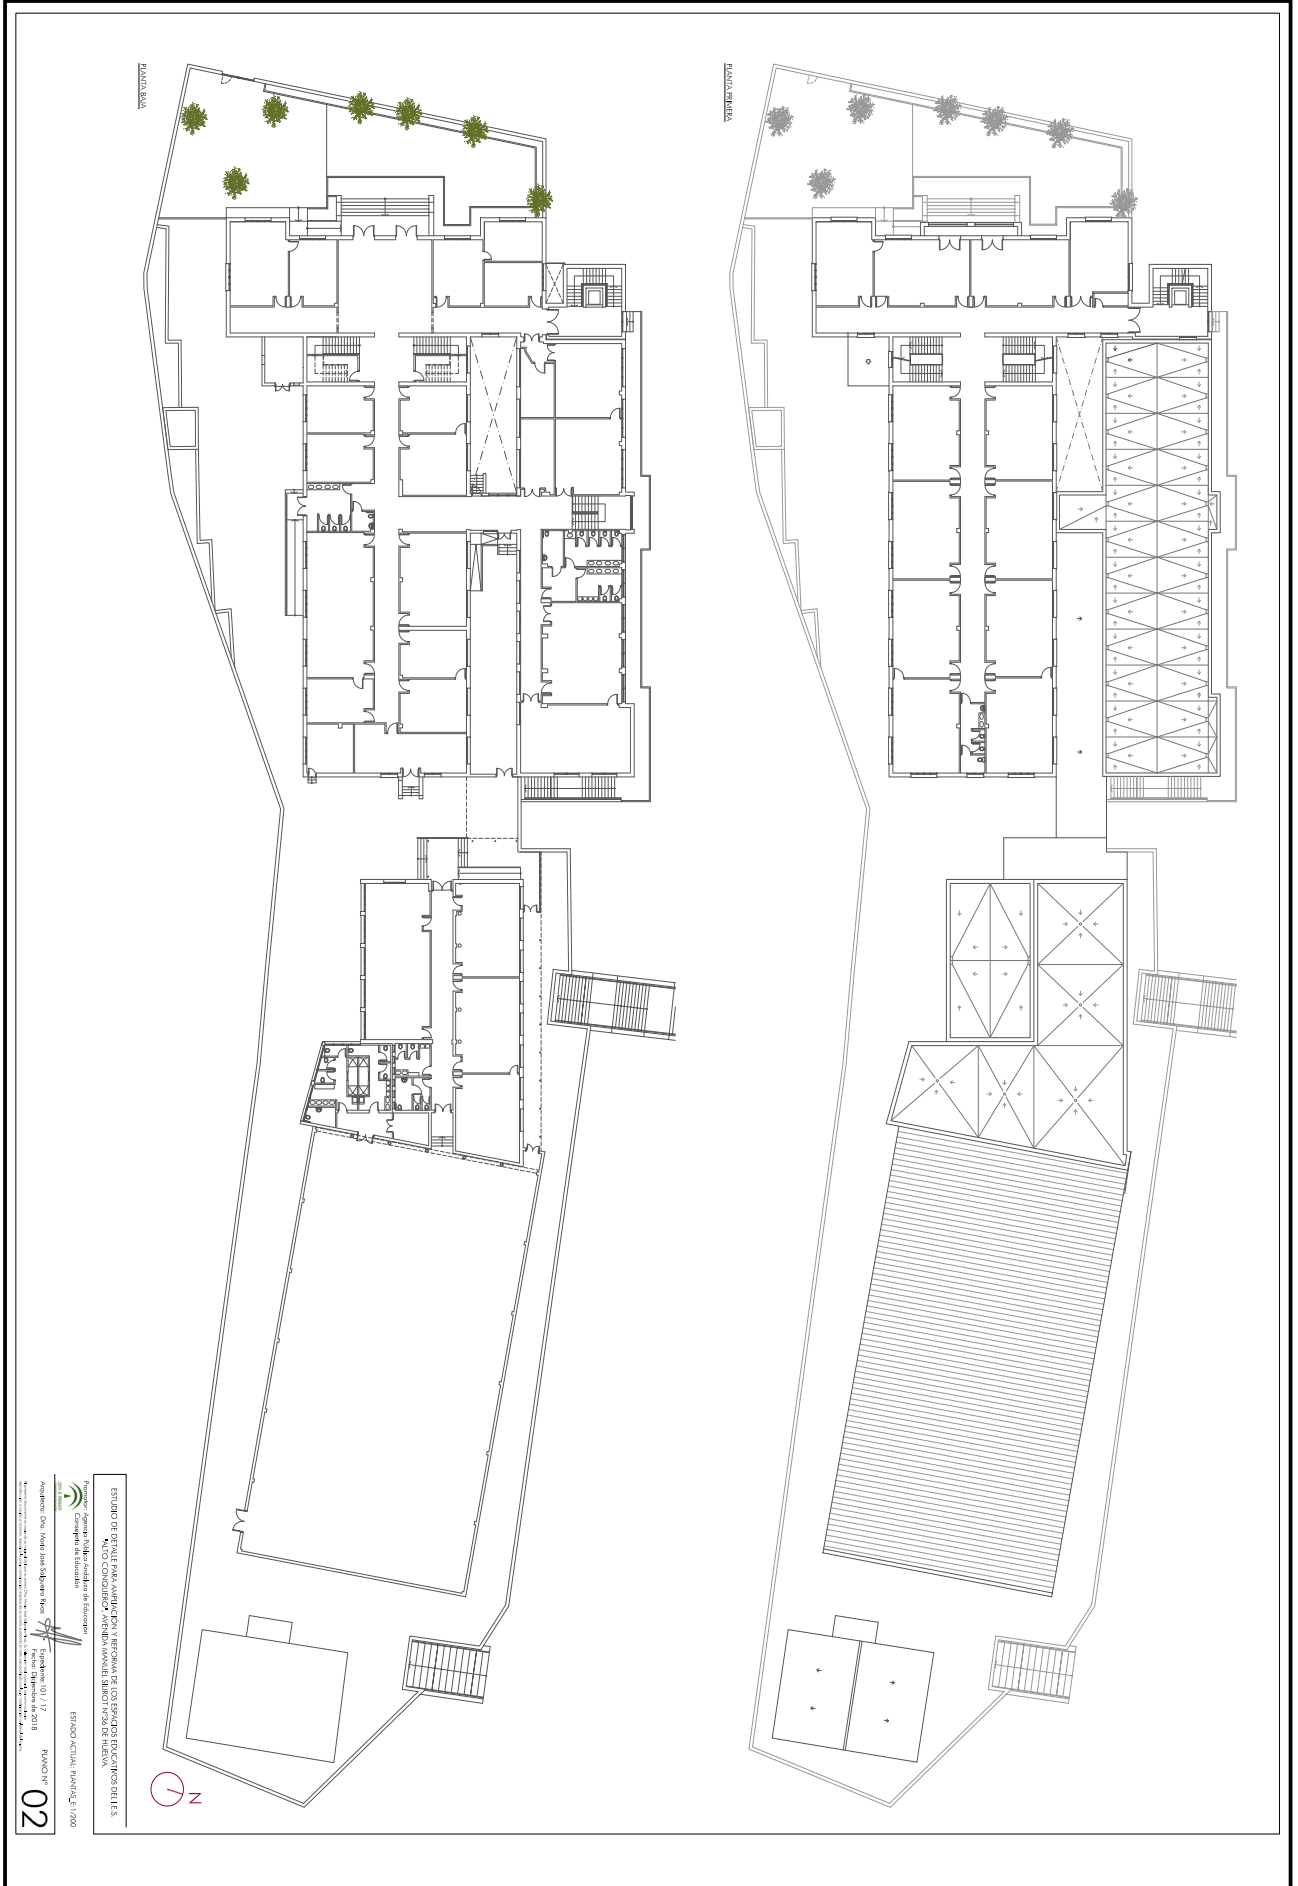 PLANTA BAJA
PLANTA PRIMERA
ESTUDIO DE DETALLE PARA AMPLIACIÓN Y REFORMA DE LOS ESPACIOS EDUCATIVOS DEL I.E.S.
"ALTO CONQUERO", AVENIDA MANUEL SIUROT Nº36 DE HUELVA.
Promotor: Agencia Pública Andaluza de Educación
Consejería de Educación
ESTADO ACTUAL: PLANTAS_E:1/200
Arquitecto: Dña. María José Salguero Rivas
Expediente:101 / 17
Fecha: Diciembre de 2018
PLANO Nº
02
N